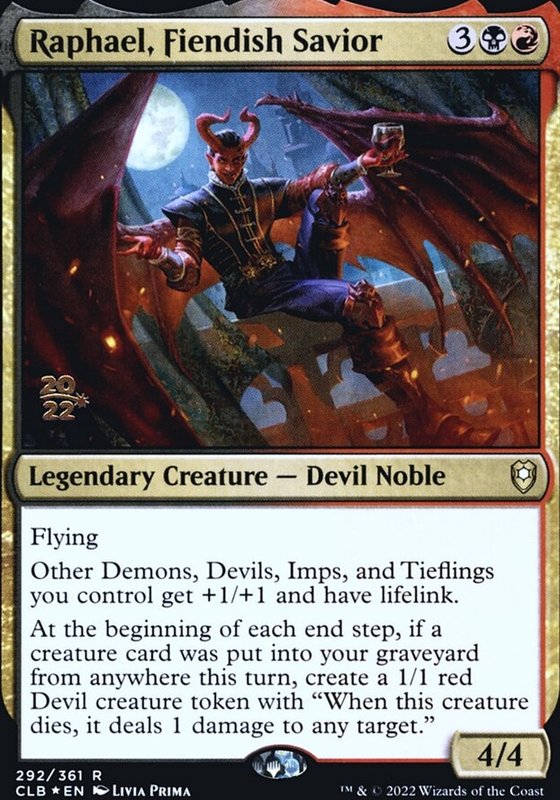 Raphael, Fiendish Savior 3
20
22
Legendary Creature — Devil Noble
Flying
Other Demons, Devils, Imps, and Tieflings
you control get +1/+1 and have lifelink.
At the beginning of each end step, if a
creature card was put into your graveyard
from anywhere this turn, create a 1/1 red
Devil creature token with “When this creature
dies, it deals 1 damage to any target.”
4/4
292/361 R
CLB ★ EN Livia Prima
™ & © 2022 Wizards of the Coast